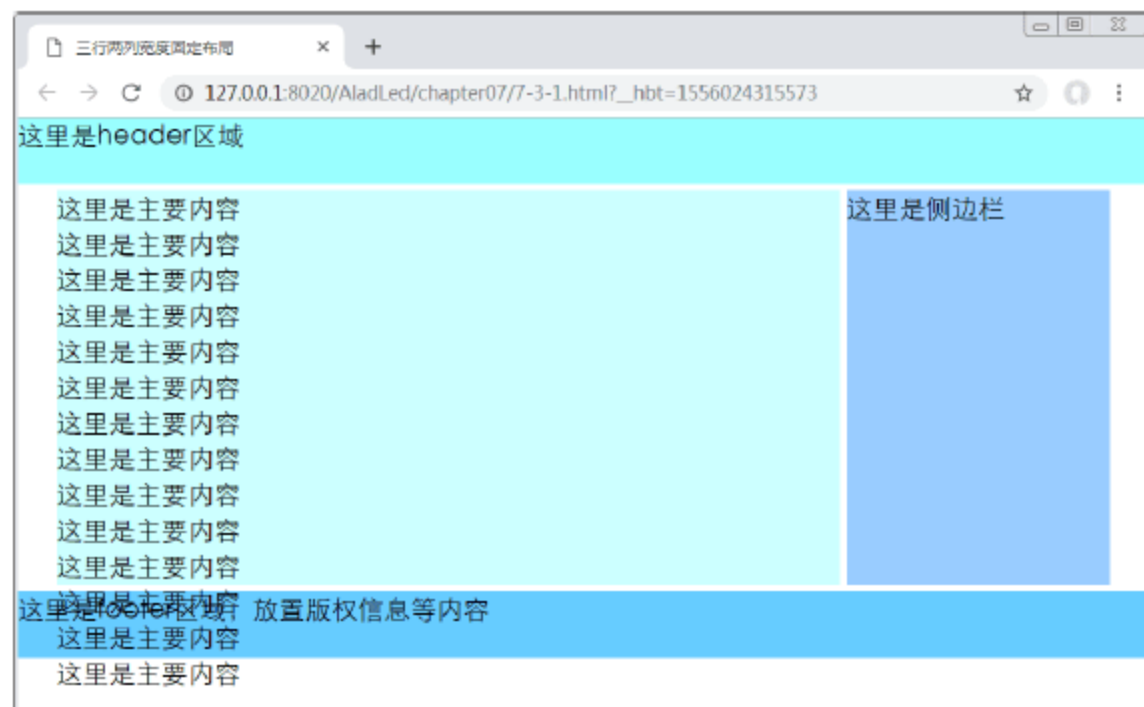 三行两列宽度固定布局
127.0.0.1:8020/AladLed/chapter07/7-3-1.html?__hbt=1556024315573
这里是header区域
这里是主要内容
这里是主要内容
这里是主要内容
这里是主要内容
这里是主要内容
这里是主要内容
这里是主要内容
这里是主要内容
这里是主要内容
这里是主要内容
这里是主要内容
这里是侧边栏
这里是主要内容
这里是footer区域，放置版权信息等内容
这里是主要内容
这里是主要内容